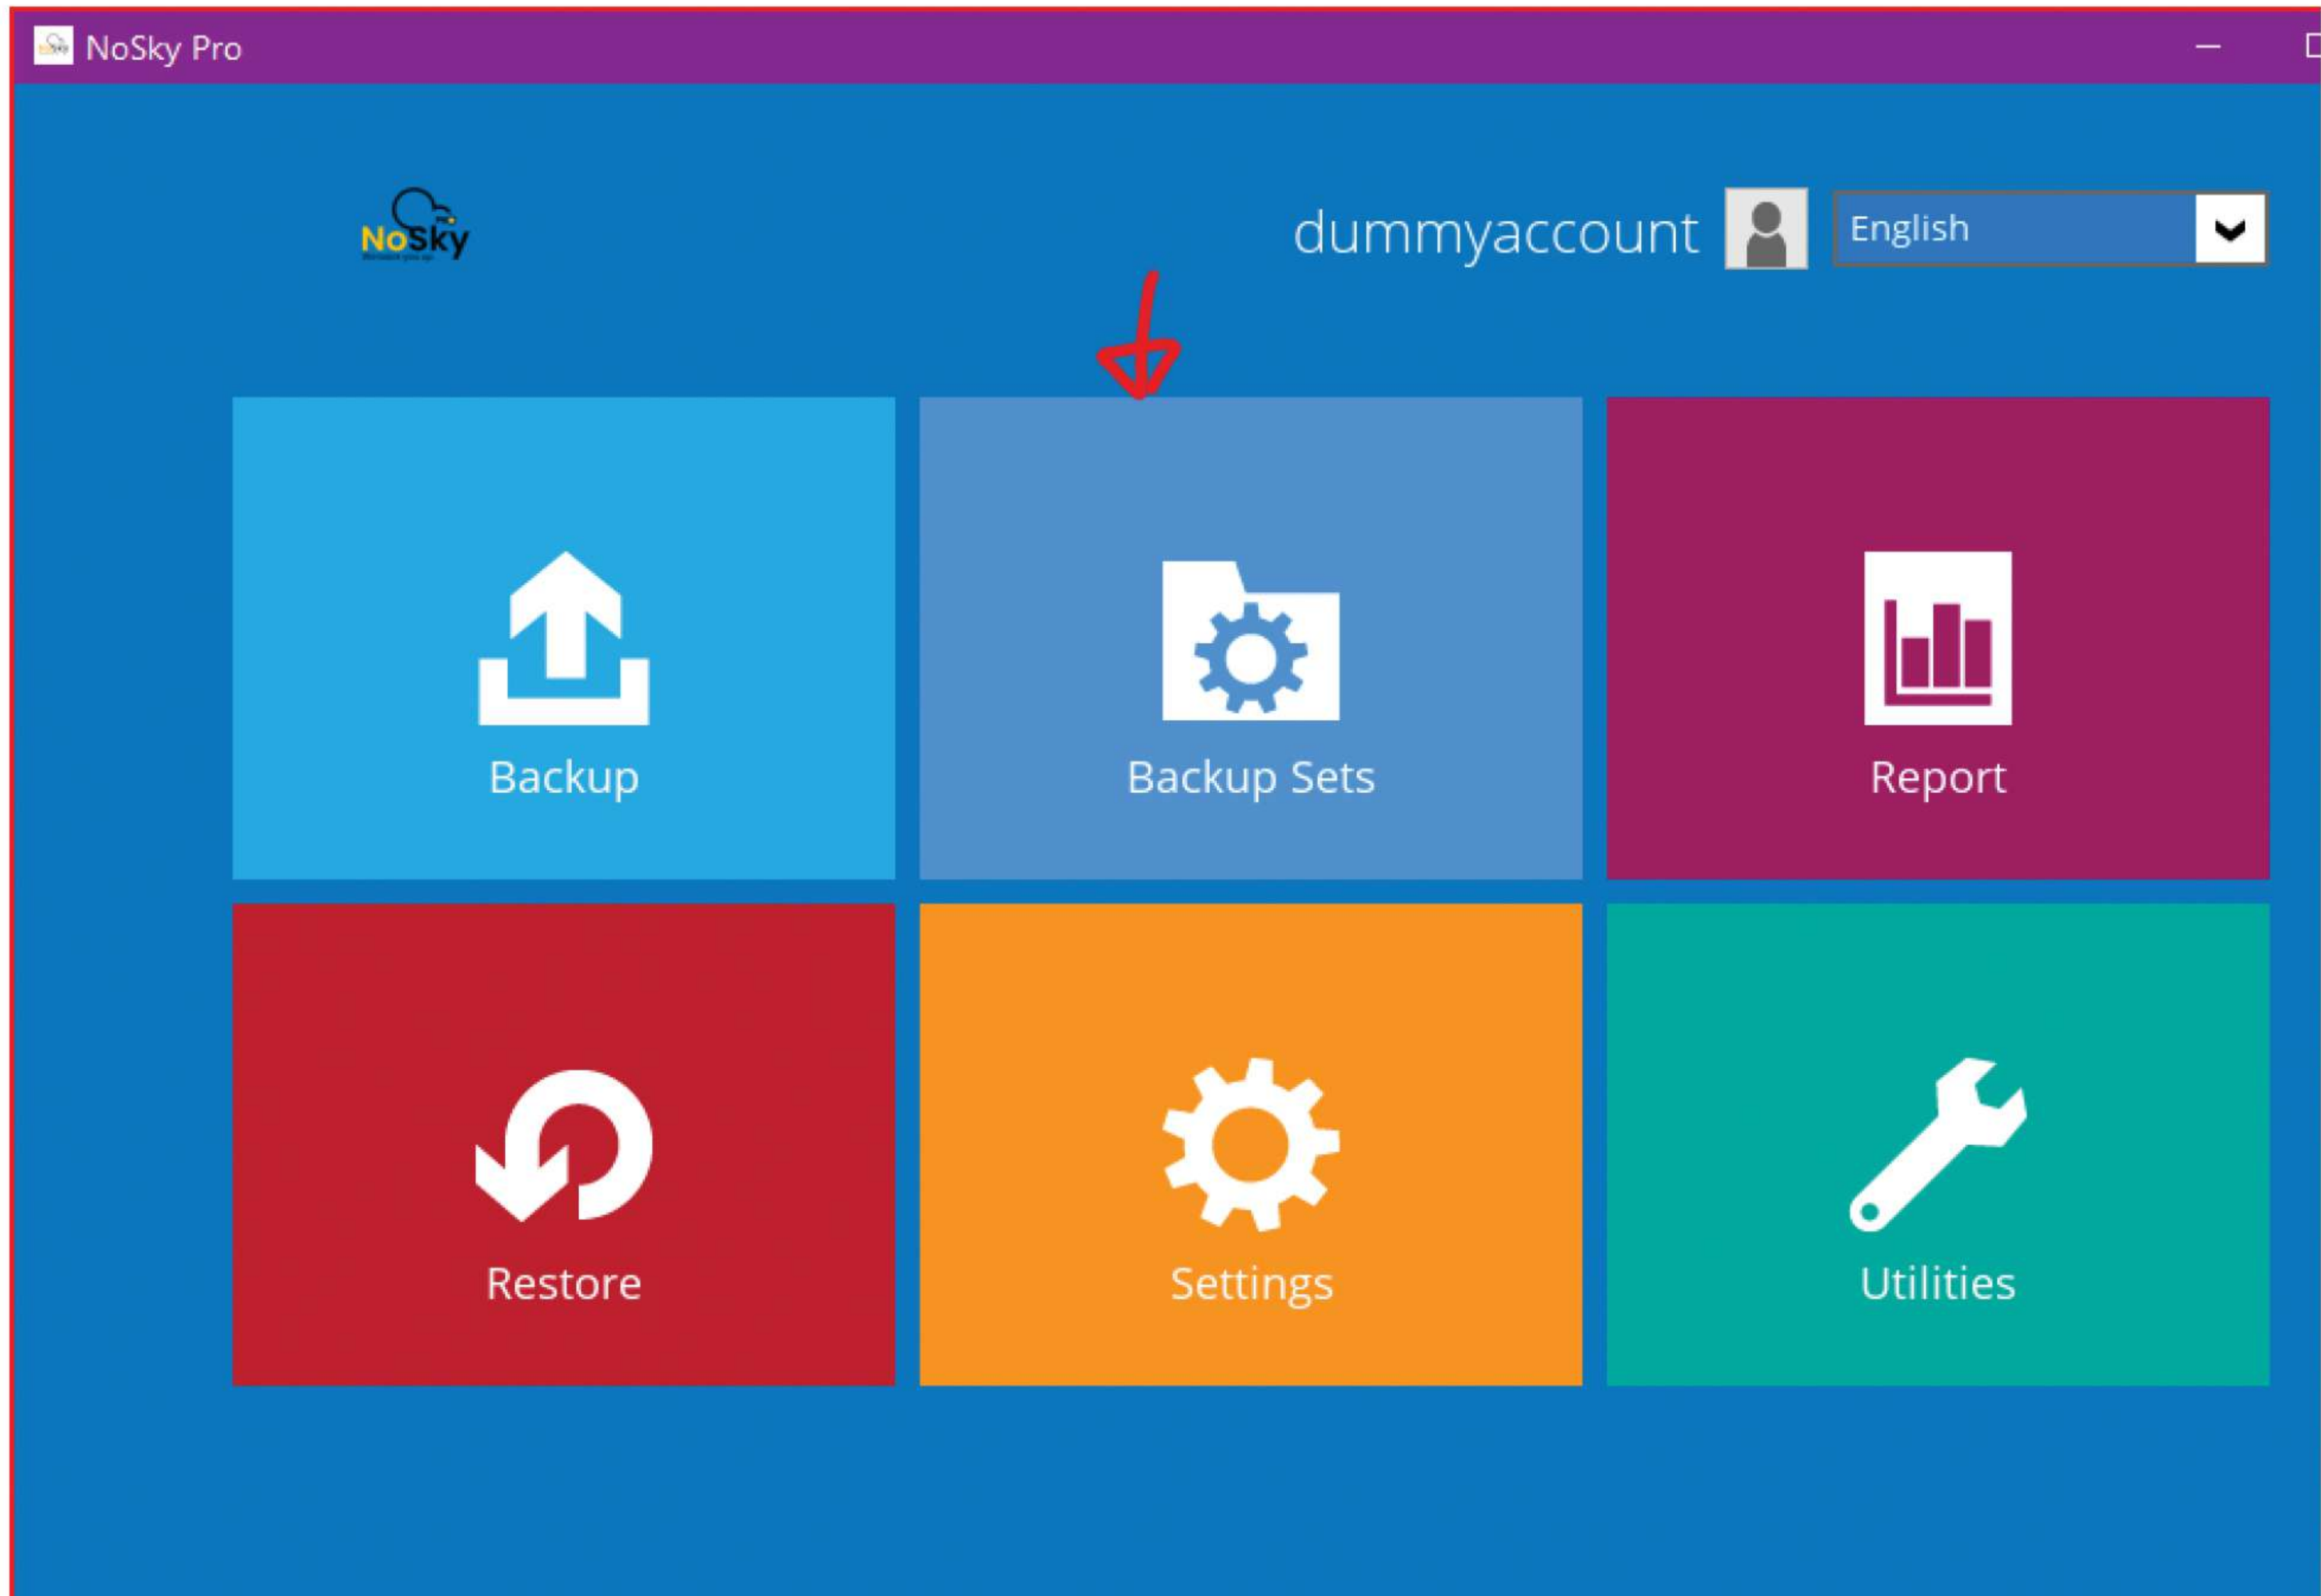 NoSky Pro
NoSky
dummyaccount
English
Backup
Backup Sets
Report
Restore
Settings
Utilities